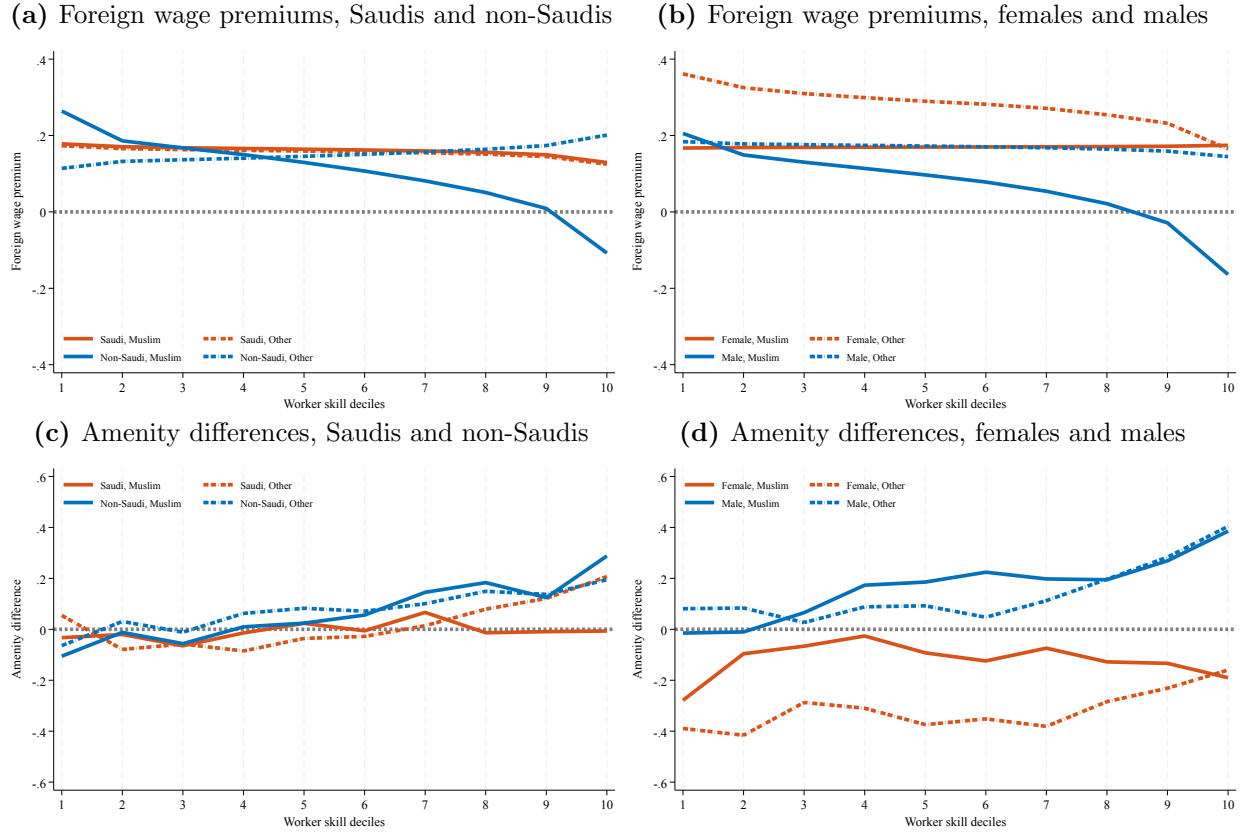 (a) Foreign wage premiums, Saudis and non-Saudis
.4
.2
0
-.2
-.4
Foreign wage premium
Saudi, Muslim
Saudi, Other
Non-Saudi, Muslim
Non-Saudi, Other
1 2 3 4 5 6 7 8 9 10
Worker skill deciles
(b) Foreign wage premiums, females and males
.4
.2
0
-.2
-.4
Foreign wage premium
Female, Muslim
Female, Other
Male, Muslim
Male, Other
1 2 3 4 5 6 7 8 9 10
Worker skill deciles
(c) Amenity differences, Saudis and non-Saudis
.6
.4
.2
0
-.2
-.4
-.6
Amenity difference
Saudi, Muslim
Saudi, Other
Non-Saudi, Muslim
Non-Saudi, Other
1 2 3 4 5 6 7 8 9 10
Worker skill deciles
(d) Amenity differences, females and males
.6
.4
.2
0
-.2
-.4
-.6
Amenity difference
Female, Muslim
Female, Other
Male, Muslim
Male, Other
1 2 3 4 5 6 7 8 9 10
Worker skill deciles